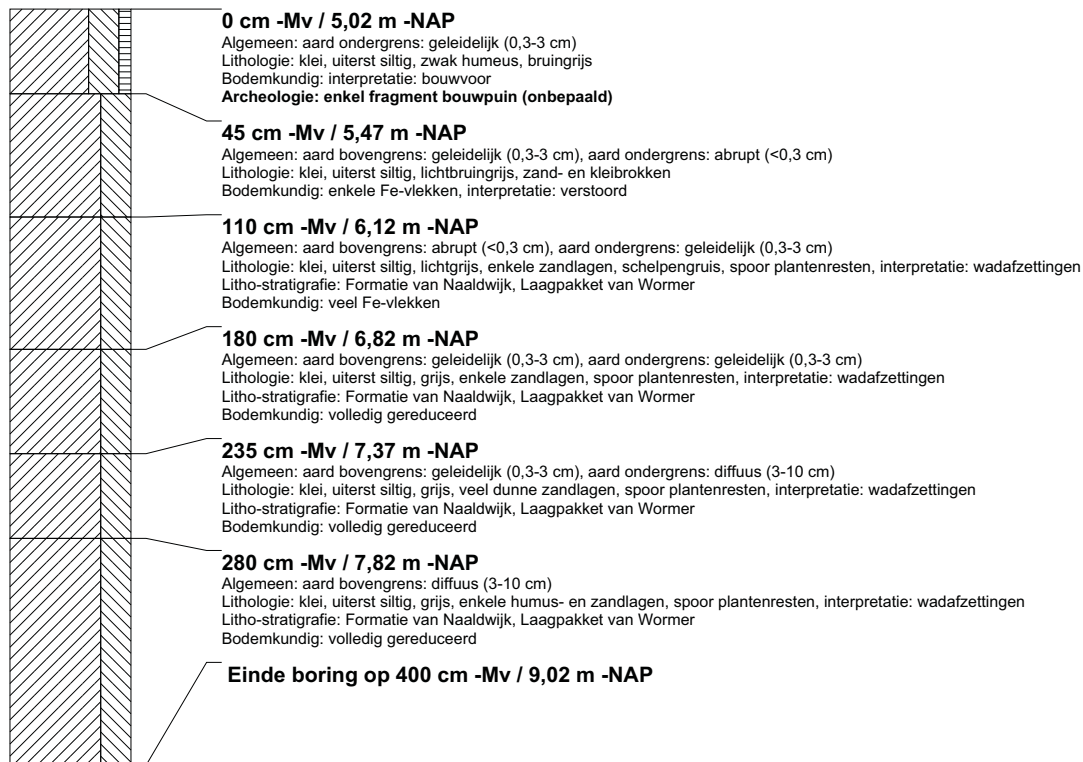 0 cm -Mv / 5,02 m -NAP
Algemeen: aard ondergrens: geleidelijk (0,3-3 cm)
Lithologie: klei, uiterst siltig, zwak humeus, bruingrijs
Bodemkundig: interpretatie: bouwvoor
Archeologie: enkel fragment bouwpuin (onbepaald)
45 cm -Mv / 5,47 m -NAP
Algemeen: aard bovengrens: geleidelijk (0,3-3 cm), aard ondergrens: abrupt (<0,3 cm)
Lithologie: klei, uiterst siltig, lichtbruingrijs, zand- en kleibrokken
Bodemkundig: enkele Fe-vlekken, interpretatie: verstoord
110 cm -Mv / 6,12 m -NAP
Algemeen: aard bovengrens: abrupt (<0,3 cm), aard ondergrens: geleidelijk (0,3-3 cm)
Lithologie: klei, uiterst siltig, lichtgrijs, enkele zandlagen, schelpengruis, spoor plantenresten, interpretatie: wadafzettingen
Litho-stratigrafie: Formatie van Naaldwijk, Laagpakket van Wormer
Bodemkundig: veel Fe-vlekken
180 cm -Mv / 6,82 m -NAP
Algemeen: aard bovengrens: geleidelijk (0,3-3 cm), aard ondergrens: geleidelijk (0,3-3 cm)
Lithologie: klei, uiterst siltig, grijs, enkele zandlagen, spoor plantenresten, interpretatie: wadafzettingen
Litho-stratigrafie: Formatie van Naaldwijk, Laagpakket van Wormer
Bodemkundig: volledig gereduceerd
235 cm -Mv / 7,37 m -NAP
Algemeen: aard bovengrens: geleidelijk (0,3-3 cm), aard ondergrens: diffuus (3-10 cm)
Lithologie: klei, uiterst siltig, grijs, veel dunne zandlagen, spoor plantenresten, interpretatie: wadafzettingen
Litho-stratigrafie: Formatie van Naaldwijk, Laagpakket van Wormer
Bodemkundig: volledig gereduceerd
280 cm -Mv / 7,82 m -NAP
Algemeen: aard bovengrens: diffuus (3-10 cm)
Lithologie: klei, uiterst siltig, grijs, enkele humus- en zandlagen, spoor plantenresten, interpretatie: wadafzettingen
Litho-stratigrafie: Formatie van Naaldwijk, Laagpakket van Wormer
Bodemkundig: volledig gereduceerd
Einde boring op 400 cm -Mv / 9,02 m -NAP